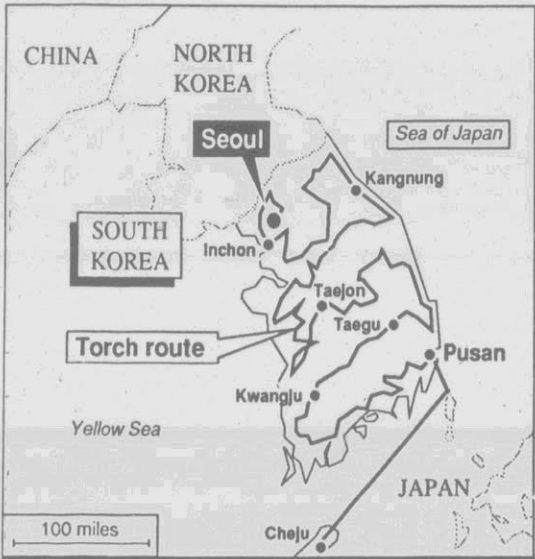 CHINA
NORTH
KOREA
Seoul
Sea of Japan
Kangnung
SOUTH
KOREA
Inchon
Taejon
Taegu
Torch route
Pusan
Kwangju
Yellow Sea
JAPAN
100 miles
Cheju